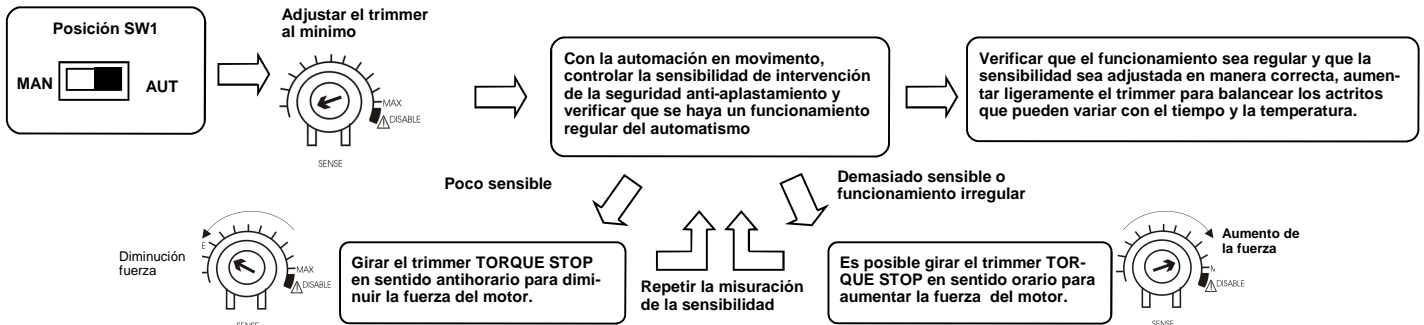 Posición SW1
MAN
AUT
Adjustar el trimmer
al minimo
MAX
DISABLE
SENSE
Con la automación en movimento,
controlar la sensibilidad de intervención
de la seguridad anti-aplastamiento y
verificar que se haya un funcionamiento
regular del automatismo
Verificar que el funcionamiento sea regular y que la
sensibilidad sea adjustada en manera correcta, aumen-
tar ligeramente el trimmer para balancear los actritos
que pueden variar con el tiempo y la temperatura.
Poco sensible
Demasiado sensible o
funcionamiento irregular
Diminución
fuerza
E
MAX
DISABLE
SENSE
Girar el trimmer TORQUE STOP
en sentido antihorario para dimi-
nuir la fuerza del motor.
Repetir la misuración
de la sensibilidad
Es posible girar el trimmer TOR-
QUE STOP en sentido orario para
aumentar la fuerza del motor.
Aumento de
la fuerza
DISABLE
SENSE